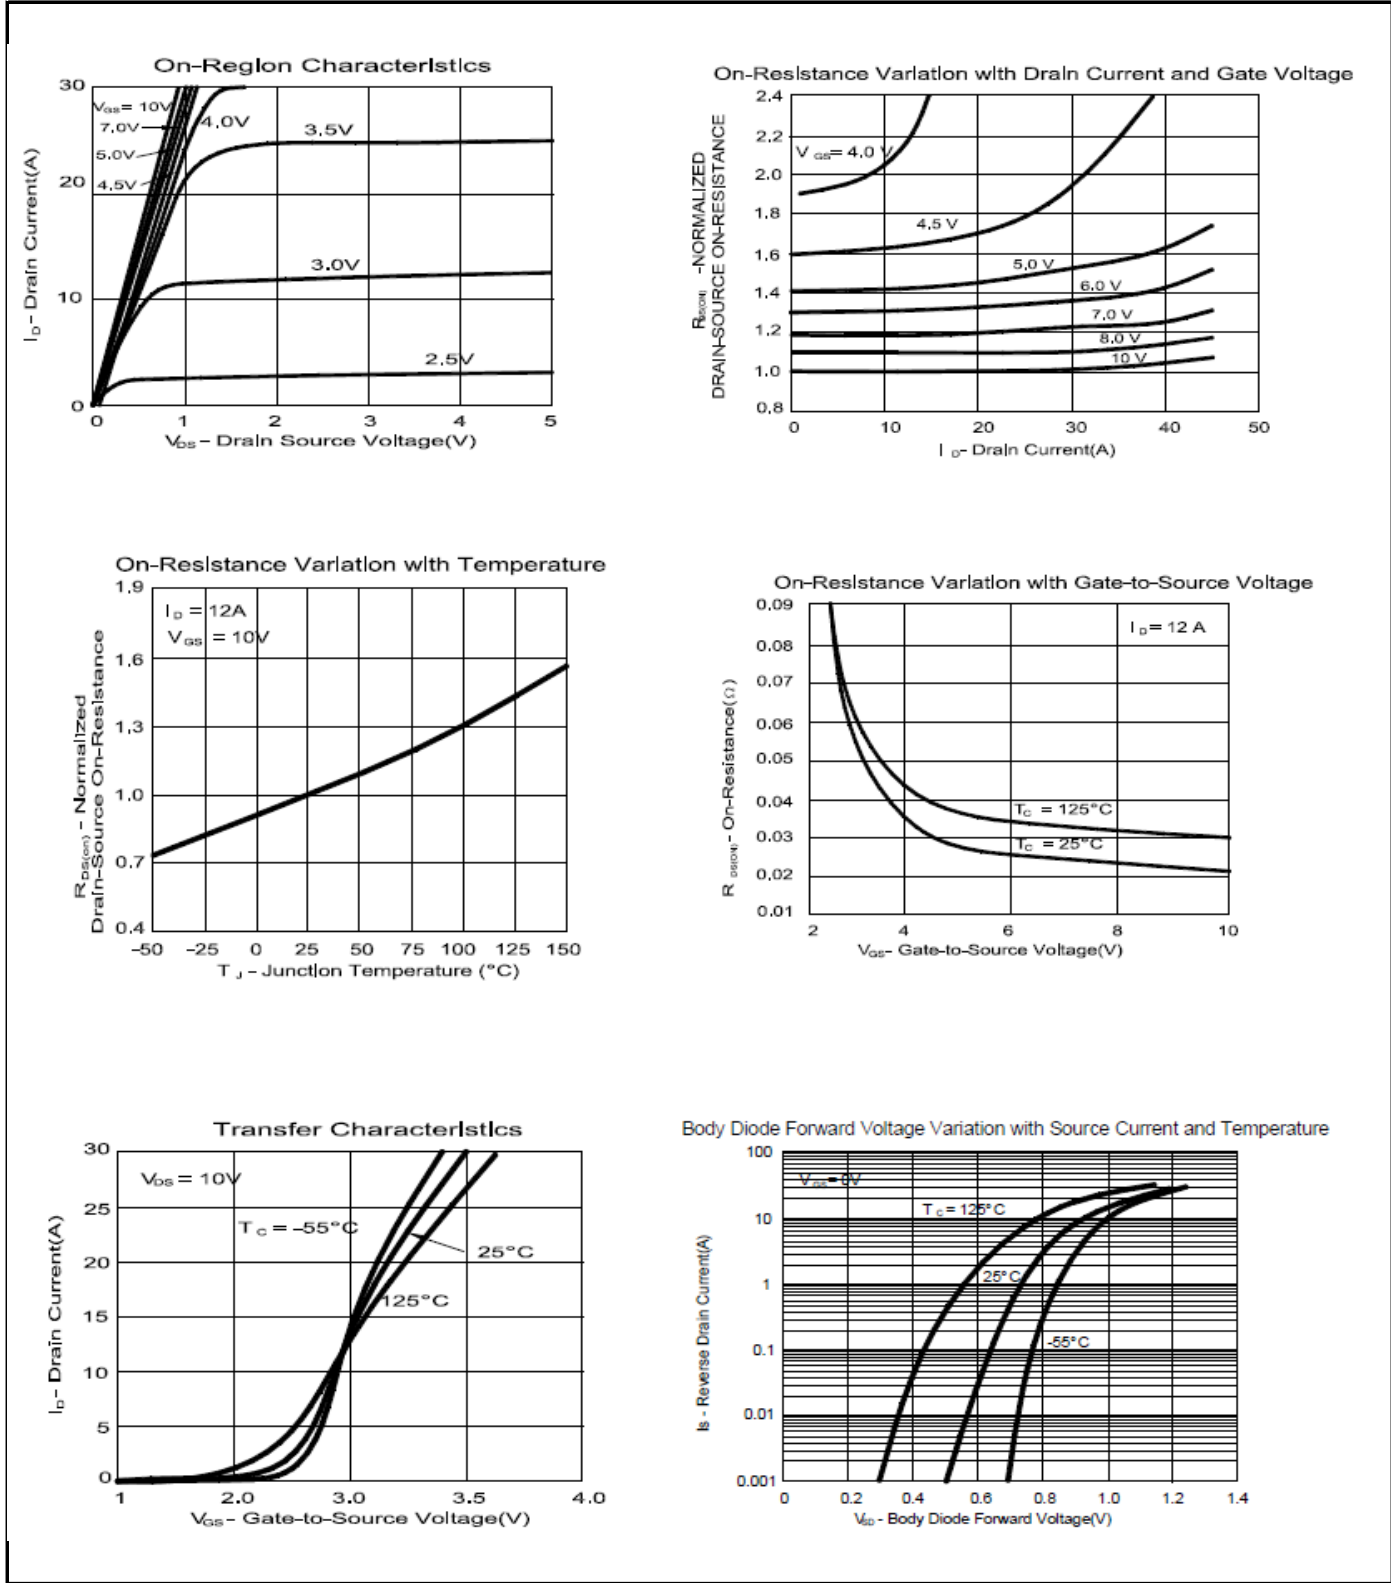 On-Region Characteristics
30
20
10
0
ID- Drain Current(A)
VGS= 10V
7.0V
5.0V
4.5V
4.0V
3.5V
3.0V
2.5V
0 1 2 3 4 5
VDS- Drain Source Voltage(V)
On-Resistance Variation with Drain Current and Gate Voltage
2.4
2.2
2.0
1.8
1.6
1.4
1.2
1.0
0.8
-NORMALIZED
DRAIN-SOURCE ON-RESISTANCE
V GS= 4.0 V
4.5 V
5.0 V
6.0 V
7.0 V
8.0 V
10 V
0 10 20 30 40 50
I D- Drain Current(A)
On-Resistance Variation with Temperature
1.9
1.6
1.3
1.0
0.7
0.4
RDS(on) - Normalized
Drain-Source On-Resistance
I D = 12A
VGS = 10V
-50 -25 0 25 50 75 100 125 150
T J - Junction Temperature (°C)
On-Resistance Variation with Gate-to-Source Voltage
0.09
0.08
0.07
0.06
0.05
0.04
0.03
0.02
0.01
R DS(ON) - On-Resistance(Ω)
I D= 12 A
TC = 125°C
TC = 25°C
2 4 6 8 10
VGS- Gate-to-Source Voltage(V)
Transfer Characteristics
30
25
20
15
10
5
0
ID- Drain Current(A)
VDS = 10V
TC = -55°C
25°C
125°C
1 2.0 3.0 3.5 4.0
VGS- Gate-to-Source Voltage(V)
Body Diode Forward Voltage Variation with Source Current and Temperature
100
10
1
0.1
0.01
0.001
Is - Reverse Drain Current(A)
VGS= 0V
TC = 125°C
25°C
-55°C
0 0.2 0.4 0.6 0.8 1.0 1.2 1.4
VSD - Body Diode Forward Voltage(V)